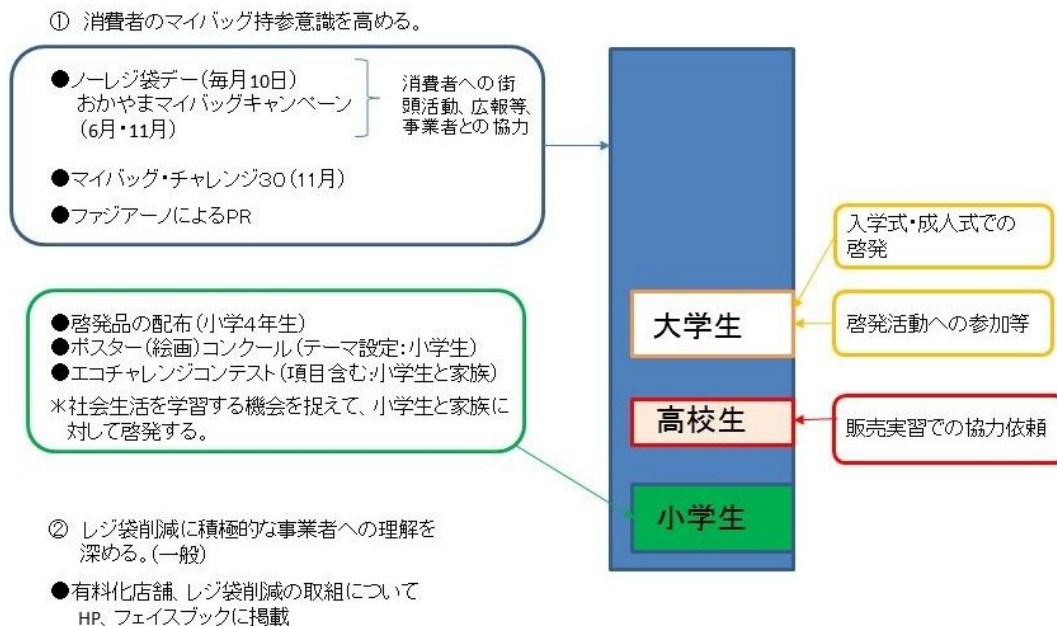 ① 消費者のマイバッグ持参意識を高める。
●ノーレジ袋デー(毎月10日)
おかやまマイバッグキャンペーン
(6月・11月)
消費者への街
頭活動、広報等、
事業者との協力
●マイバッグ・チャレンジ30(11月)
●ファジアーノによるPR
入学式・成人式での
啓発
大学生
啓発活動への参加等
●啓発品の配布(小学4年生)
●ポスター(絵画)コンクール(テーマ設定:小学生)
●エコチャレンジコンテスト(項目含む:小学生と家族)
*社会生活を学習する機会を捉えて、小学生と家族に
対して啓発する。
高校生
販売実習での協力依頼
小学生
② レジ袋削減に積極的な事業者への理解を
深める。(一般)
●有料化店舗、レジ袋削減の取組について
HP、フェイスブックに掲載